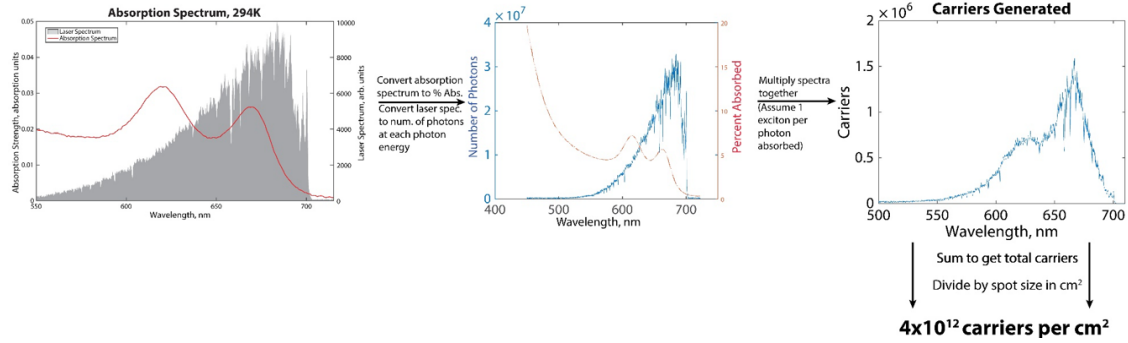 Absorption Spectrum, 294K
Laser Spectrum
Absorption Spectrum
Absorption Strength, absorption units
0.05
0.04
0.03
0.02
0.01
0
550
600
650
700
Wavelength, nm
10000
8000
6000
4000
2000
0
Laser Spectrum, arb. units
Convert absorption
spectrum to % Abs.
Convert laser spec.
to num. of photons
at each photon
energy
4 × 10⁷
3
2
1
0
Number of Photons
400
500
600
700
Wavelength, nm
20
15
10
5
0
Percent Absorbed
Multiply spectra
together
(Assume 1
exciton per
photon
absorbed)
Carriers Generated
2 × 10⁶
1.5
1
0.5
0
Carriers
500
550
600
650
700
Wavelength, nm
Sum to get total carriers
Divide by spot size in cm²
4x10¹² carriers per cm²